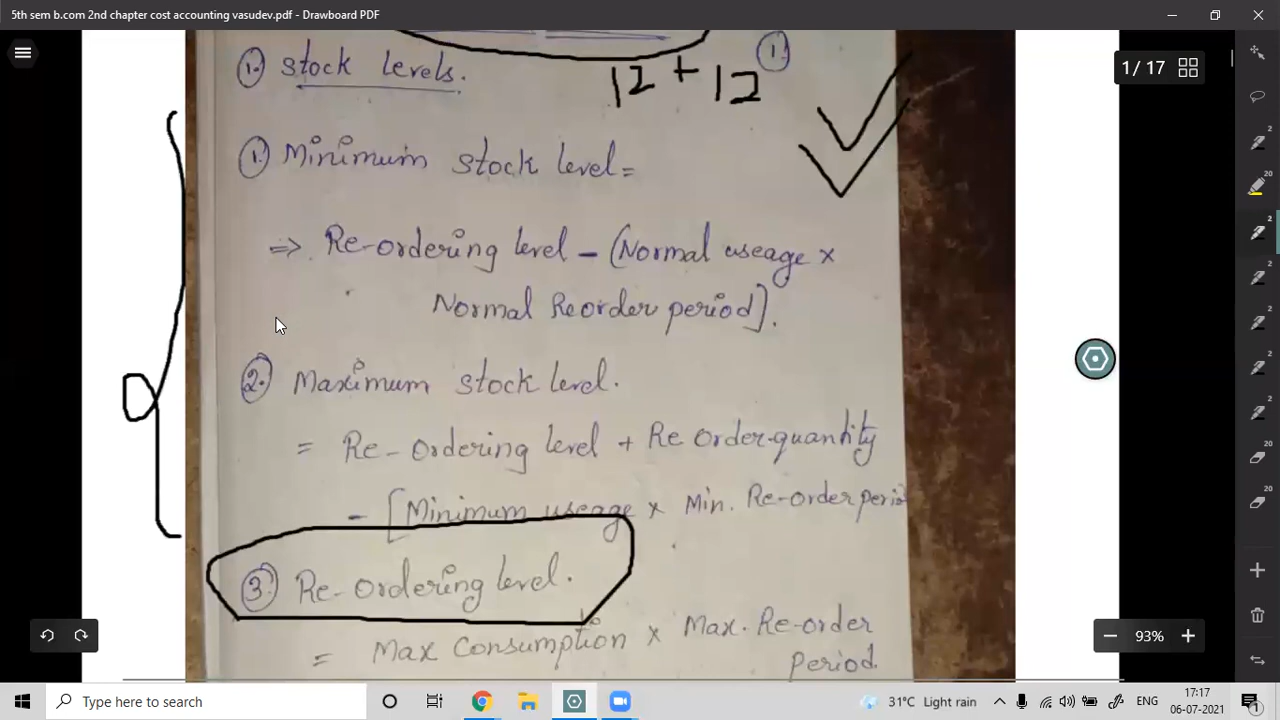 5th sem b.com 2nd chapter cost accounting vasudev.pdf - Drawboard PDF
1/17
1. Stock levels.
12 + 12
1.
1. Minimum stock level =
⇒ Re-ordering level - (Normal useage ×
Normal Reorder period].
2. Maximum stock level.
= Re-ordering level + Re Order quantity
- [Minimum useage × Min. Re-order perio
3. Re-Ordering level.
= Max Consumption × Max. Re-order
Period.
93%
Type here to search
31°C Light rain
ENG
17:17
06-07-2021